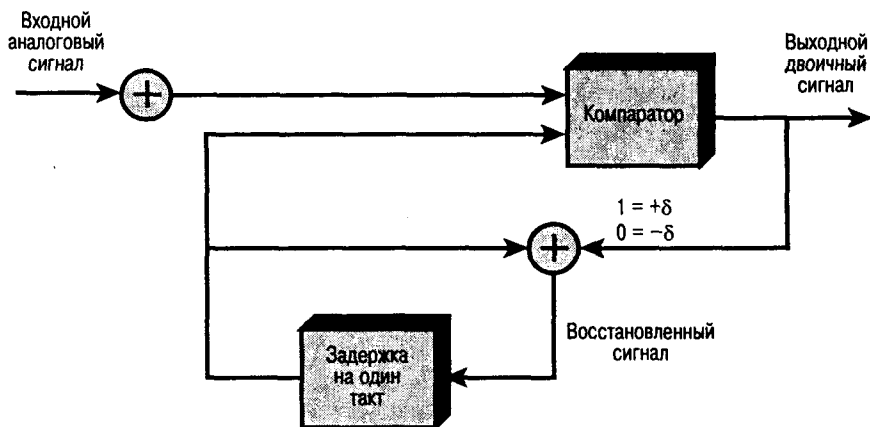 Входной
аналоговый
сигнал
Компаратор
Выходной
двоичный
сигнал
1 = +δ
0 = −δ
Восстановленный
сигнал
Задержка
на один
такт